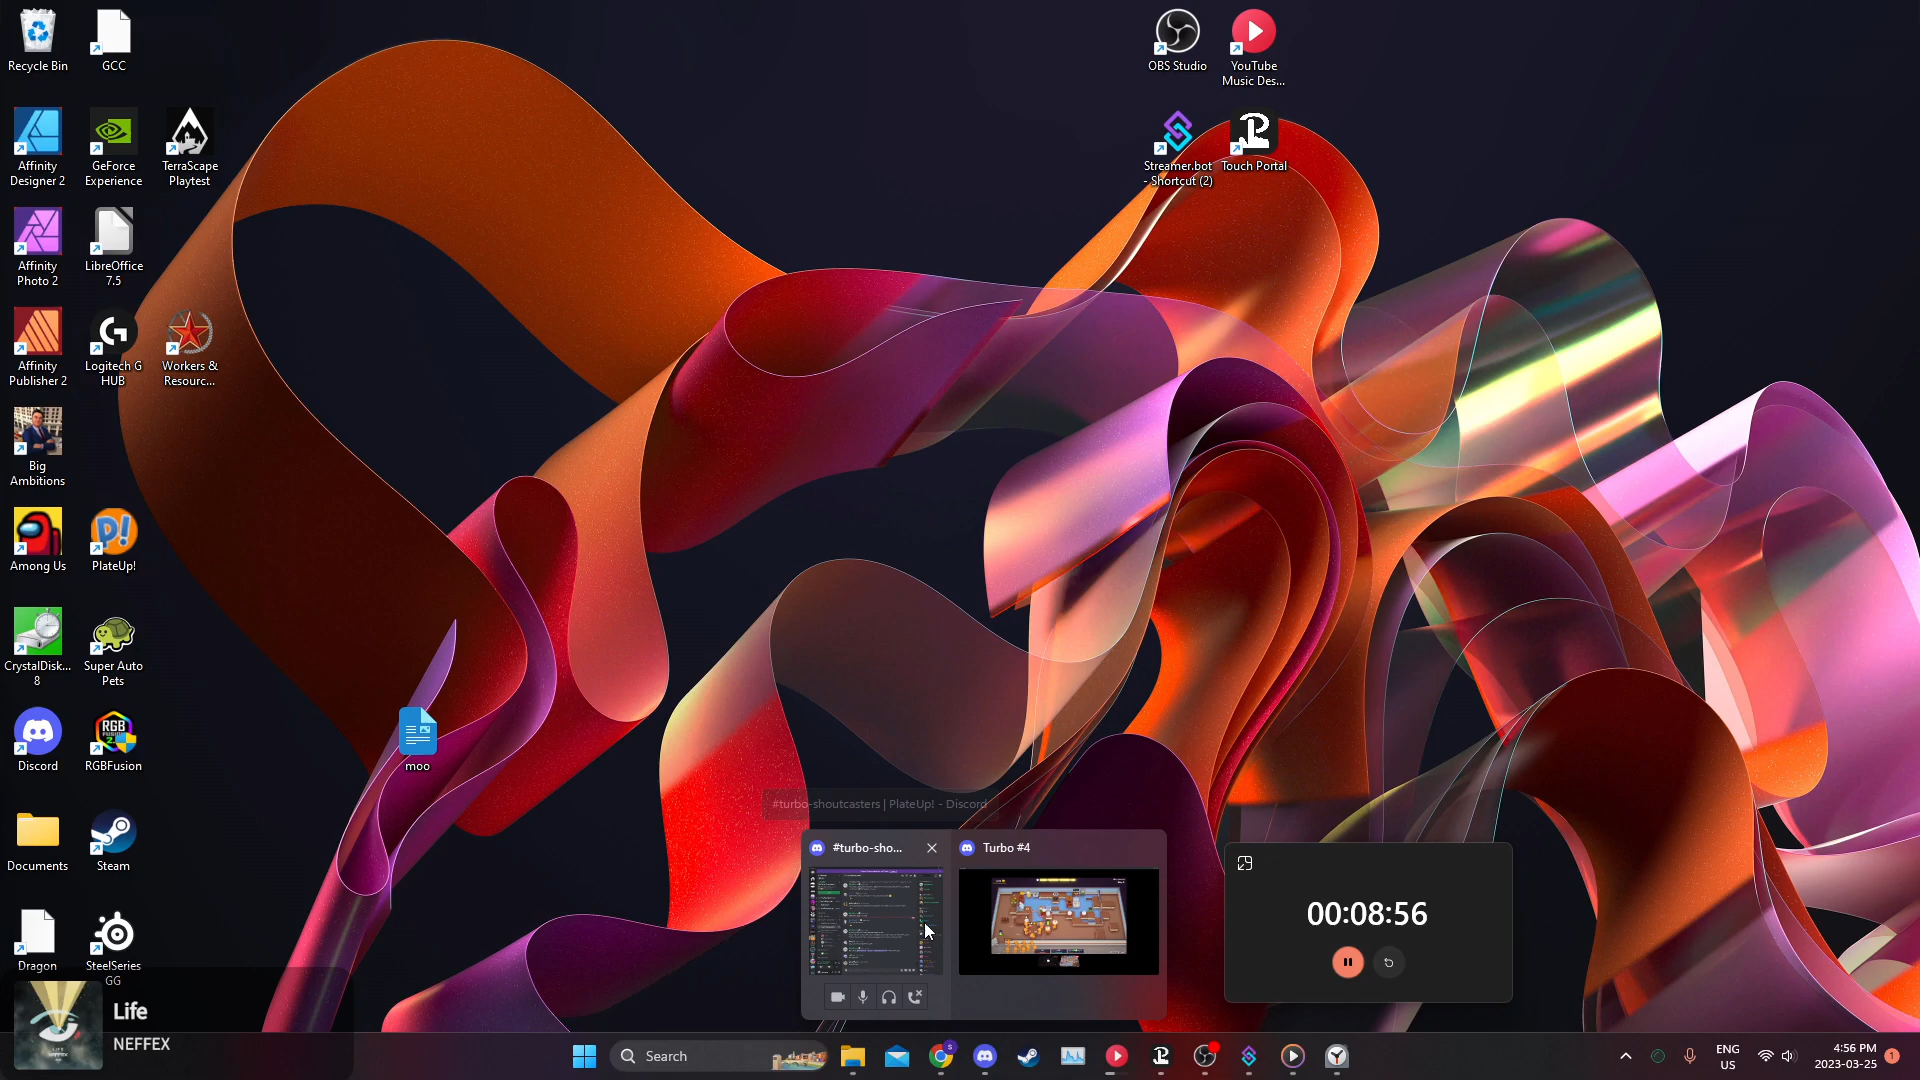 Recycle Bin
GCC
OBS Studio
YouTube
Music Des...
Affinity
Designer 2
GeForce
Experience
TerraScape
Playtest
Streamer.bot
- Shortcut (2)
Touch Portal
Affinity
Photo 2
LibreOffice
7.5
Affinity
Publisher 2
Logitech G
HUB
Workers &
Resourc...
Big
Ambitions
Among Us
P!
PlateUp!
CrystalDisk...
8
Super Auto
Pets
Discord
RGB
RGBFusion
moo
#turbo-shoutcasters | PlateUp! - Discord
Documents
Steam
#turbo-sho...
Turbo #4
00:08:56
Dragon
SteelSeries
GG
Life
NEFFEX
Search
ENG
US
4:56 PM
2023-03-25
1